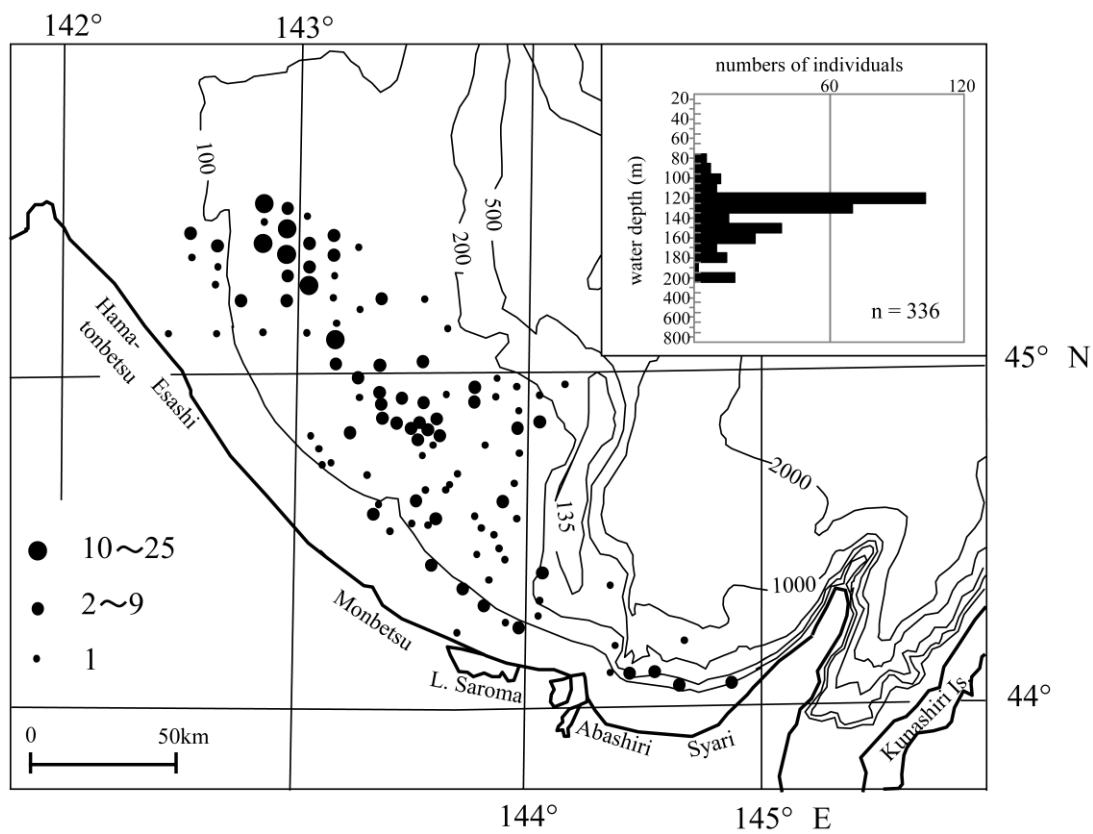 142°
143°
numbers of individuals
60
120
20
40
60
80
100
120
140
160
180
200
400
600
800
water depth (m)
n = 336
100
200
500
45° N
Hama-
tonbetsu
Esashi
2000
135
1000
10～25
2～9
1
Monbetsu
L. Saroma
Abashiri
Syari
Kunashiri Is.
44°
0
50km
144°
145° E